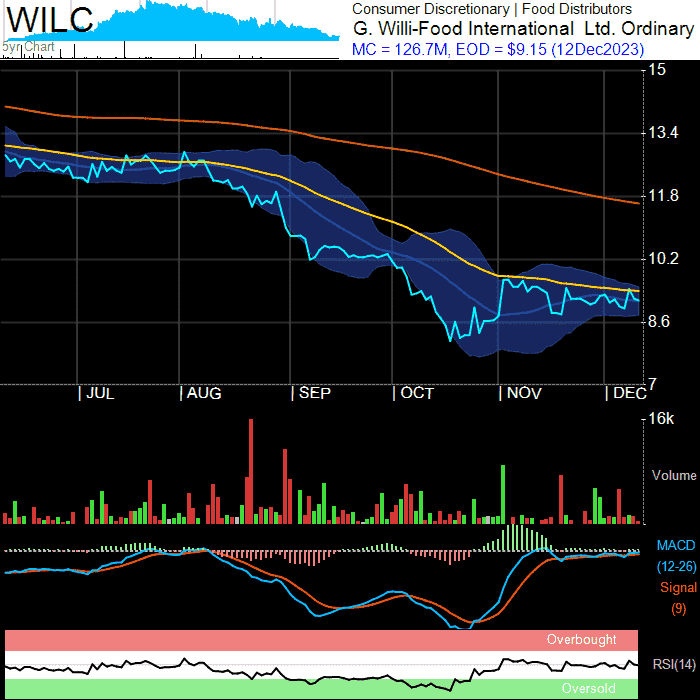 WILC
5yr Chart
Consumer Discretionary | Food Distributors
G. Willi-Food International Ltd. Ordinary
MC = 126.7M, EOD = $9.15 (12Dec2023)
15
13.4
11.8
10.2
8.6
7
| JUL | AUG | SEP | OCT | NOV | DEC
16k
Volume
MACD
(12-26)
Signal
(9)
Overbought
RSI(14)
Oversold